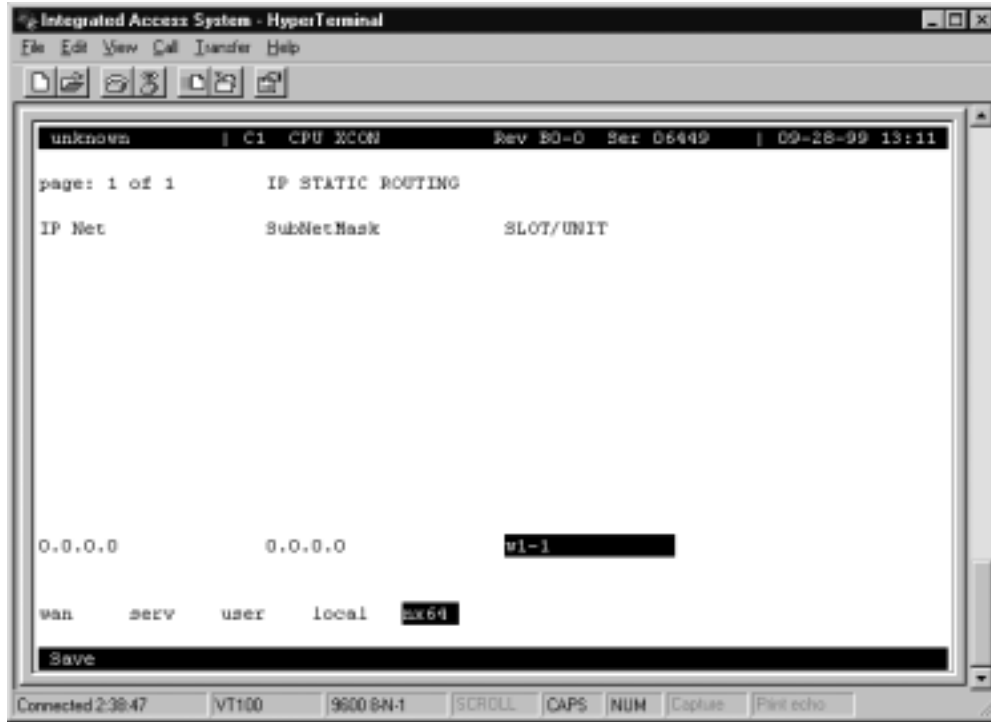 Integrated Access System - HyperTerminal
File Edit View Call Transfer Help
unknown | C1 CPU XCON Rev B0-0 Ser 06449 | 09-28-99 13:11
page: 1 of 1 IP STATIC ROUTING
IP Net SubNetMask SLOT/UNIT
0.0.0.0 0.0.0.0 w1-1
wan serv user local nx64
Save
Connected 2:38:47 VT100 9600 8-N-1 SCROLL CAPS NUM Capture Print echo